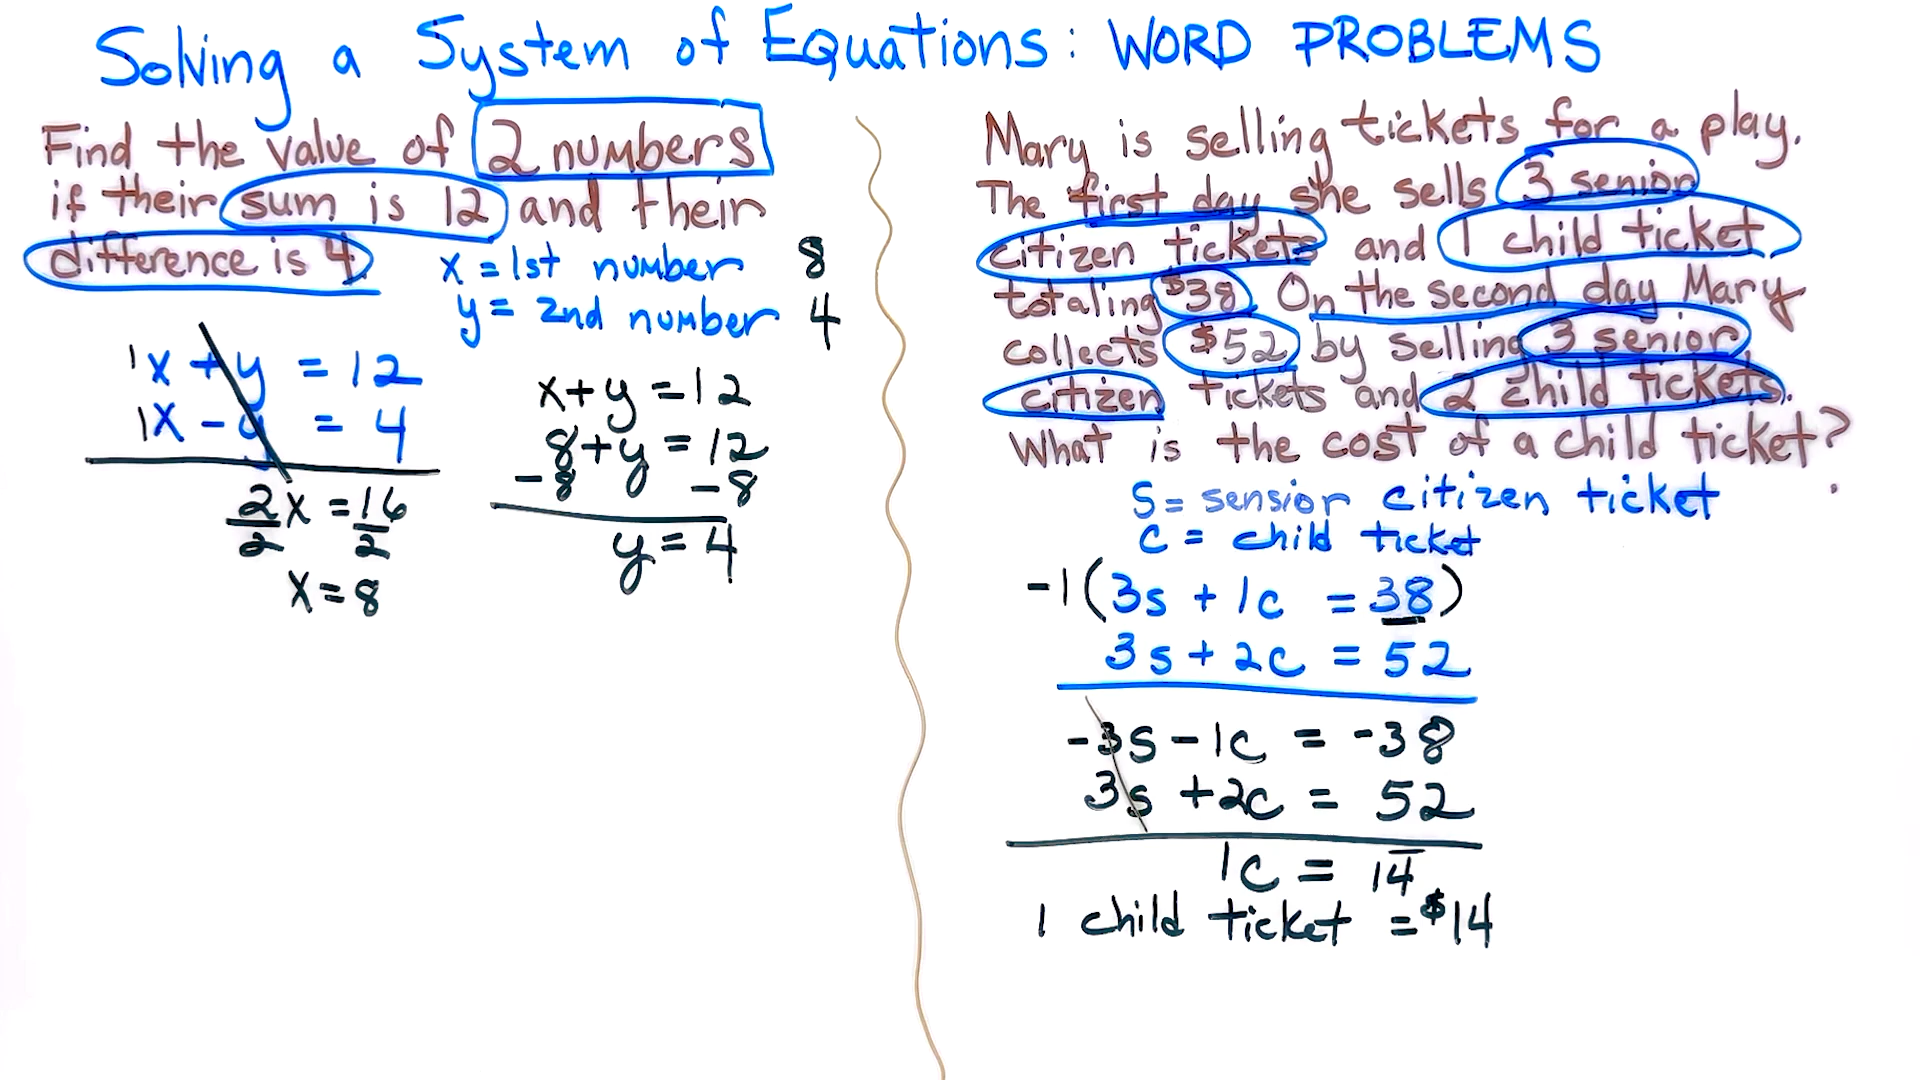 Solving a System of Equations: WORD PROBLEMS
Find the value of 2 numbers
if their sum is 12 and their
difference is 4.
x = 1st number 8
y = 2nd number 4
1x + y = 12
1x - y = 4
2x = 16
2 2
x = 8
x + y = 12
8 + y = 12
-8 -8
y = 4
Mary is selling tickets for a play.
The first day she sells 3 senior
citizen tickets and 1 child ticket
totaling $38. On the second day Mary
collects $52 by selling 3 senior
citizen tickets and 2 child tickets.
What is the cost of a child ticket?
S = sensior citizen ticket
C = child ticket
-1(3s + 1c = 38)
3s + 2c = 52
-3s - 1c = -38
3s + 2c = 52
1c = 14
1 child ticket = $14